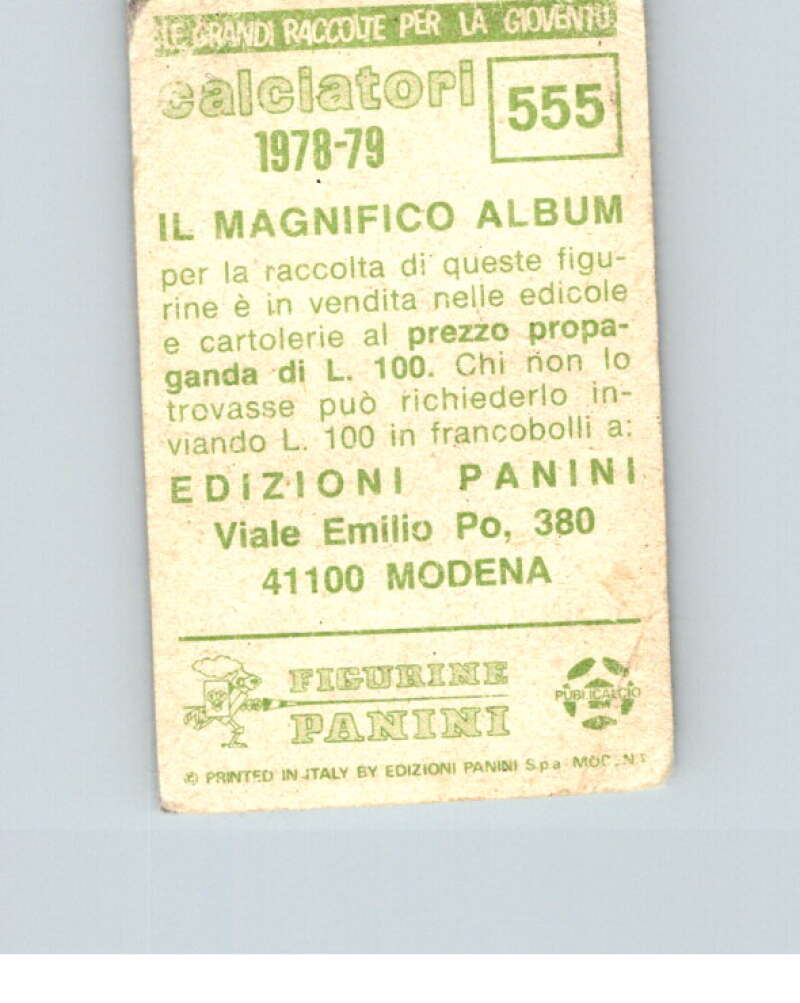 LE GRANDI RACCOLTE PER LA GIOVENTÙ
calciatori
555
1978-79
IL MAGNIFICO ALBUM
per la raccolta di queste figu-
rine è in vendita nelle edicole
e cartolerie al prezzo propa-
ganda di L. 100. Chi non lo
trovasse può richiederlo in-
viando L. 100 in francobolli a:
EDIZIONI PANINI
Viale Emilio Po, 380
41100 MODENA
FIGURINE
PANINI
PUBLICALCIO
© PRINTED IN ITALY BY EDIZIONI PANINI S.p.a. MODENA